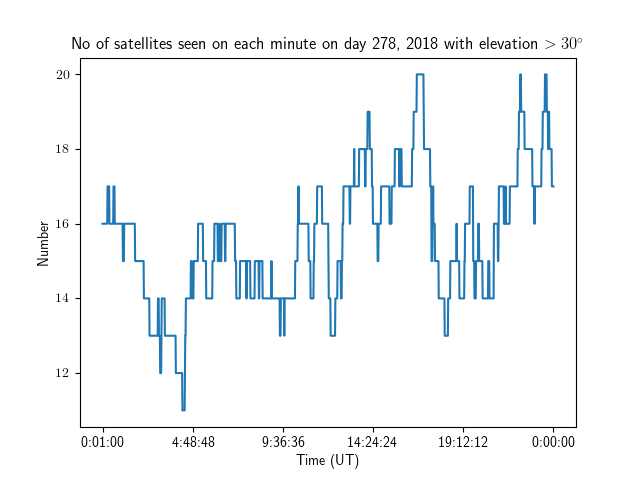 No of satellites seen on each minute on day 278, 2018 with elevation > 30°
20
18
16
14
12
Number
0:01:00 4:48:48 9:36:36 14:24:24 19:12:12 0:00:00
Time (UT)